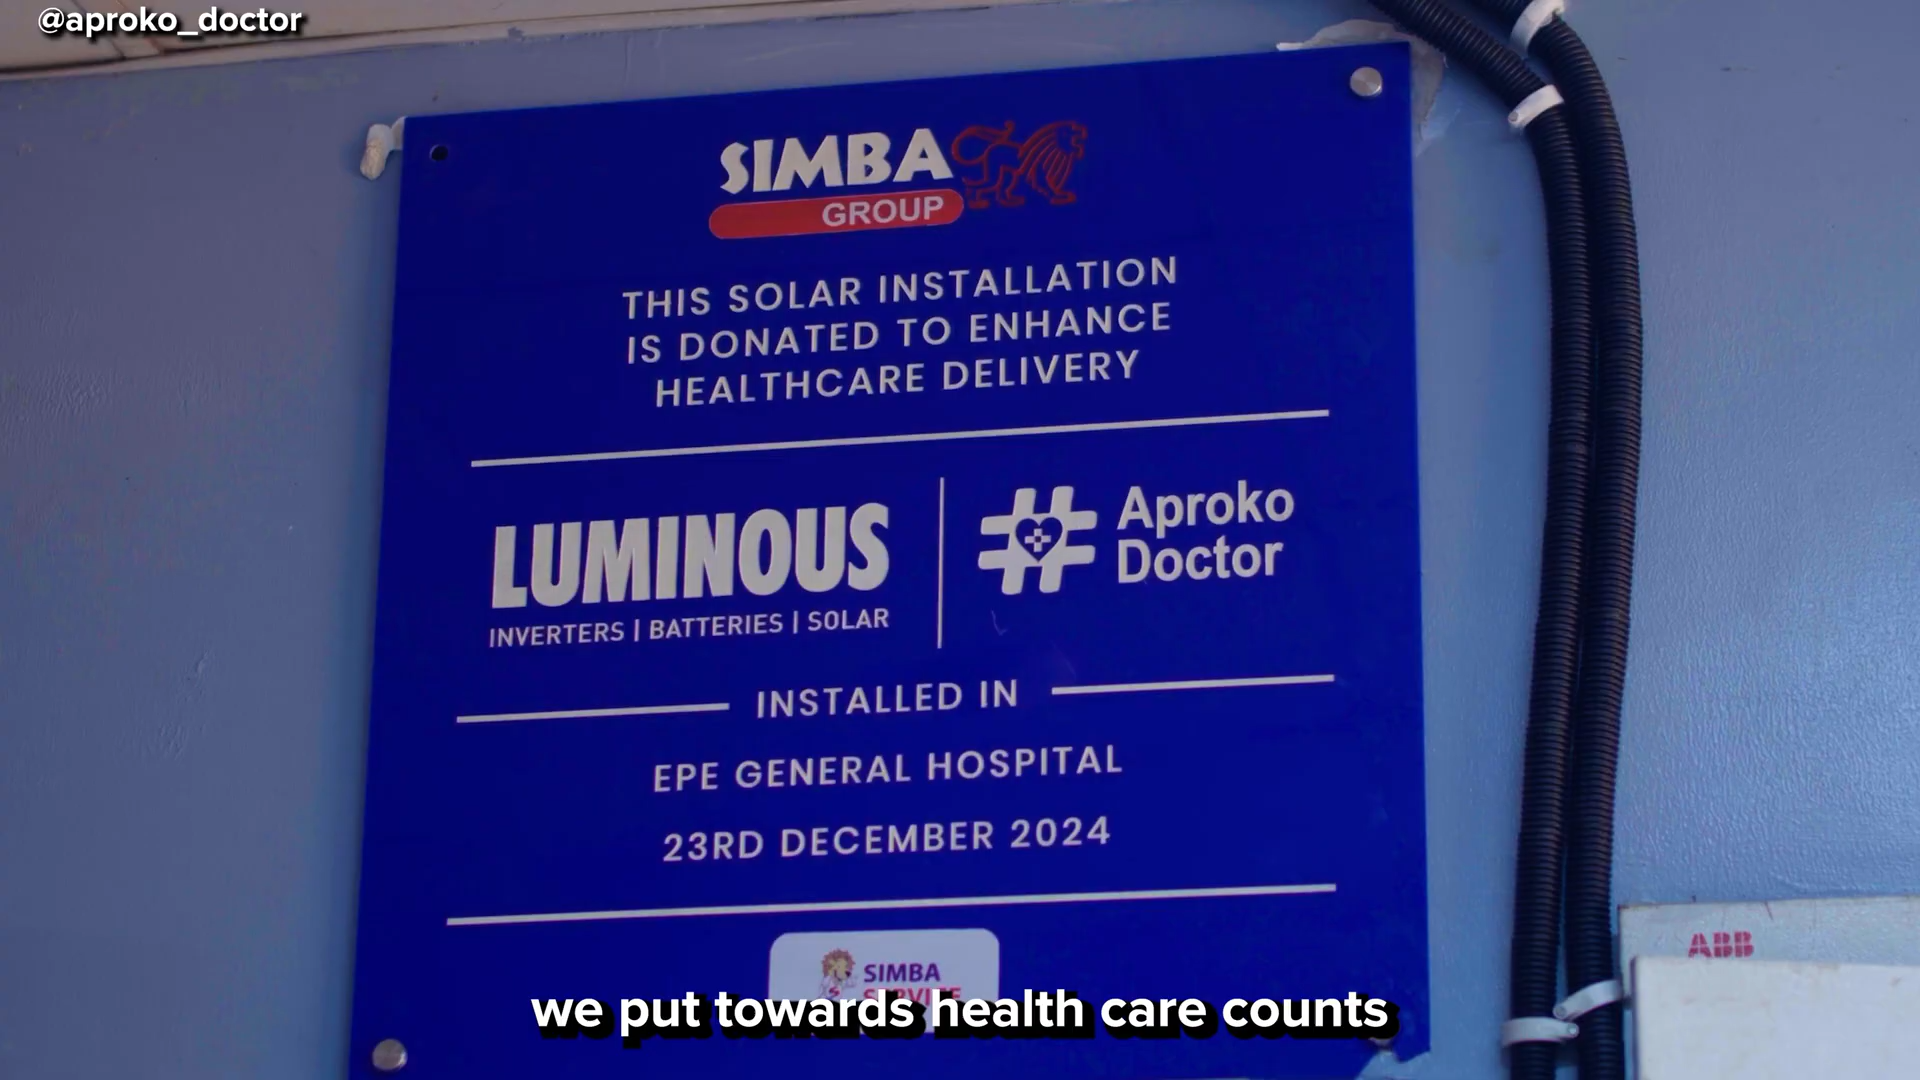 @aproko_doctor
SIMBA
GROUP
THIS SOLAR INSTALLATION
IS DONATED TO ENHANCE
HEALTHCARE DELIVERY
LUMINOUS
INVERTERS | BATTERIES | SOLAR
# Aproko
Doctor
INSTALLED IN
EPE GENERAL HOSPITAL
23RD DECEMBER 2024
SIMBA
SERVICE
ABB
we put towards health care counts